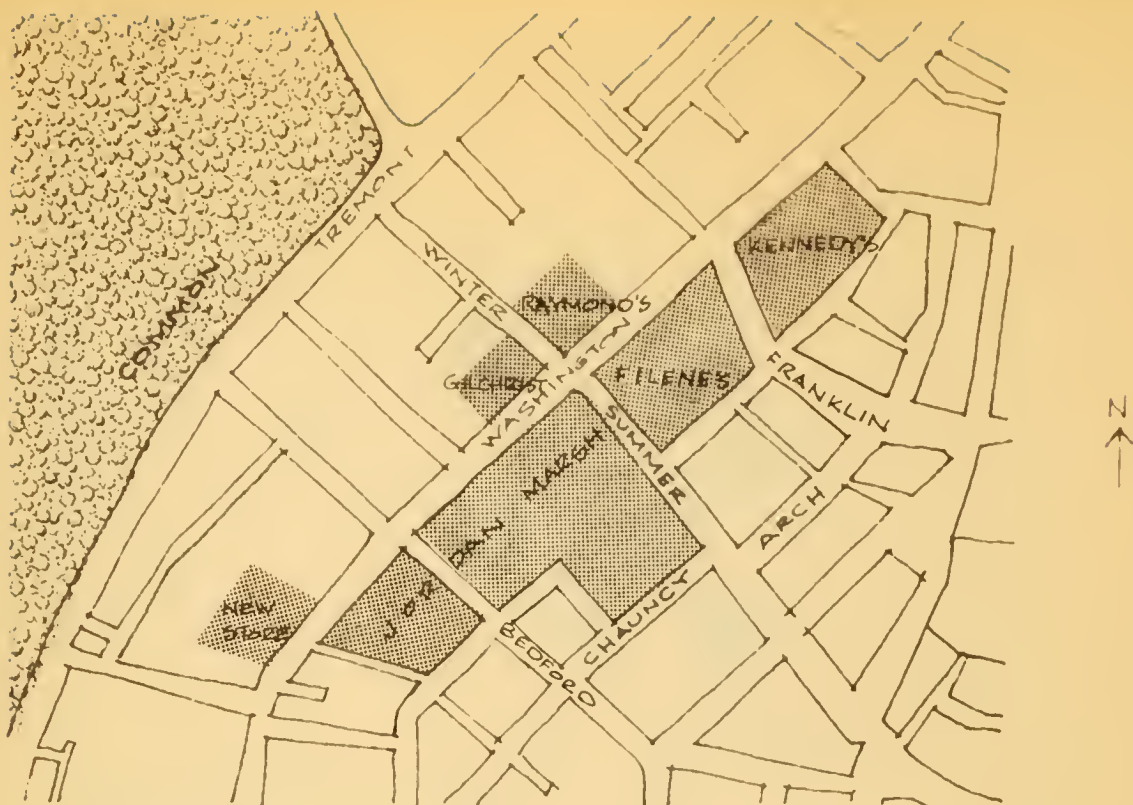 TREMONT
WINTER
KENNEDY'S
COMMON
RAYMOND'S
GILCHRIST
WASHINGTON
FILENE'S
FRANKLIN
SUMMER
JORDAN MARSH
ARCH
NEW
STORE
BEDFORD
CHAUNCY
N